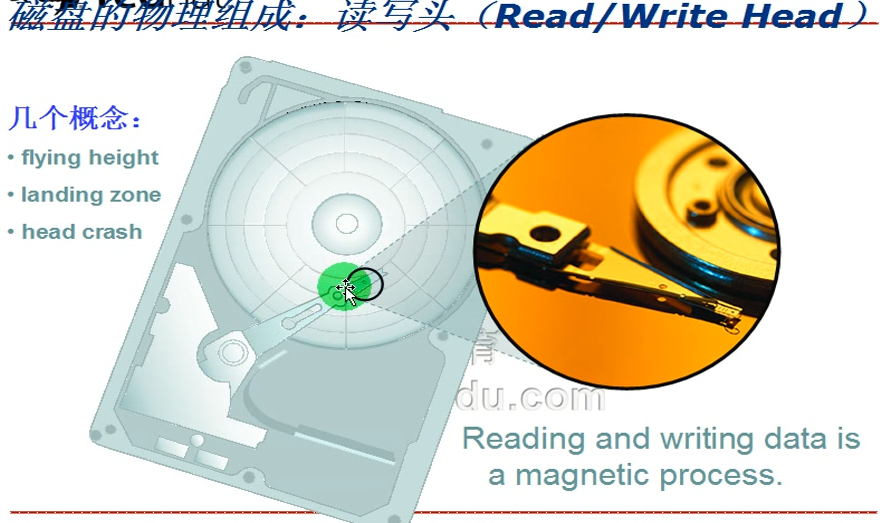 磁盘的物理组成：读写头（Read/Write Head）
几个概念：
• flying height
• landing zone
• head crash
du.com
Reading and writing data is
a magnetic process.